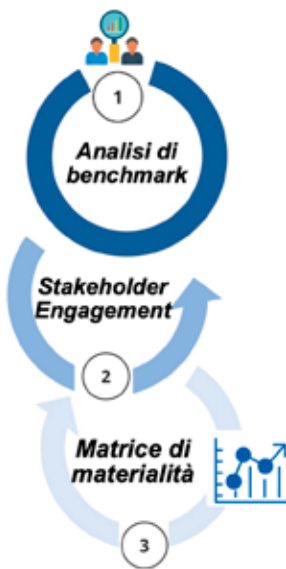 1
Analisi di
benchmark
Stakeholder
Engagement
2
Matrice di
materialità
3